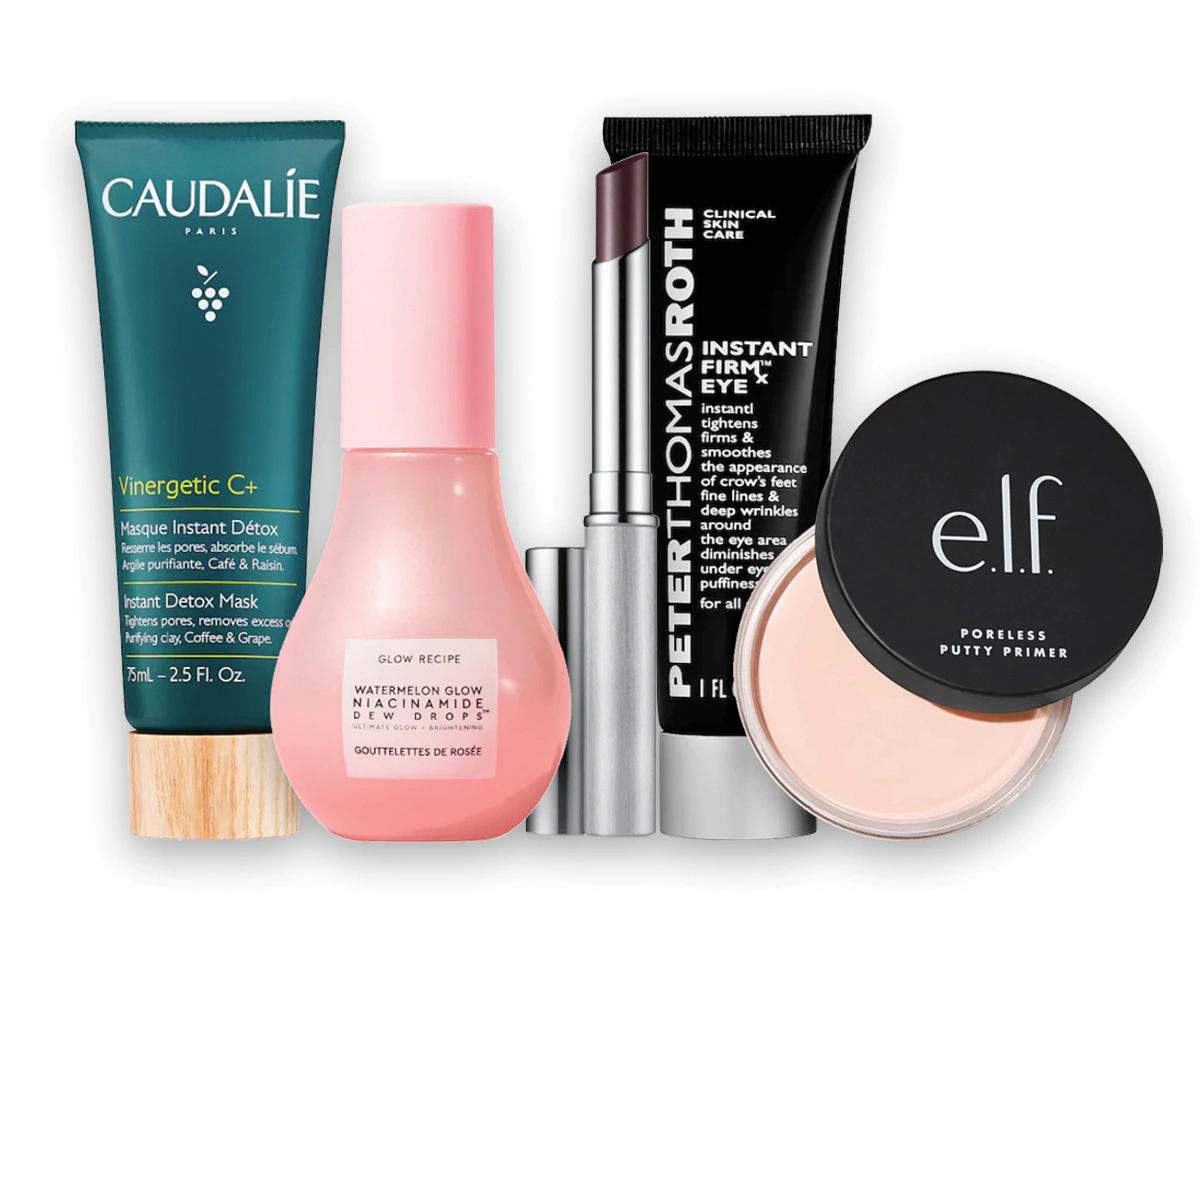 CAUDALÍE
PARIS
Vinergetic C+
Masque Instant Détox
Resserre les pores, absorbe le sébum.
Argile purifiante, Café & Raisin.
Instant Detox Mask
Tightens pores, removes excess
Purifying clay, Coffee & Grape.
75mL – 2.5 Fl. Oz.
GLOW RECIPE
WATERMELON GLOW
NIACINAMIDE
DEW DROPS™
ULTIMATE GLOW + BRIGHTENING
GOUTTELETTES DE ROSÉE
PETERTHOMASROTH
CLINICAL
SKIN
CARE
INSTANT
FIRMx™
EYE
instantl
tightens
firms &
smoothes
the appearance
of crow's feet
fine lines &
deep wrinkles
around
the eye area
diminishes
under eye
puffiness
for all
1 FL
e.l.f.
PORELESS
PUTTY PRIMER